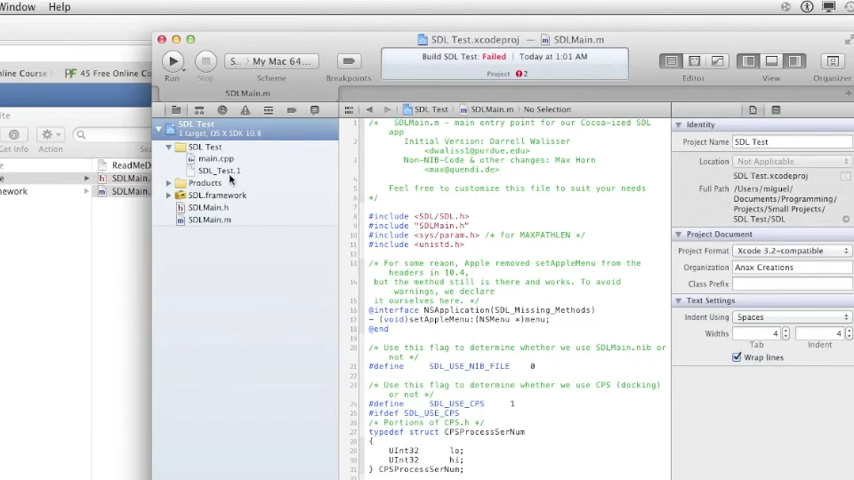 Window Help
SDL Test.xcodeproj — SDLMain.m
Run
Stop
S.. › My Mac 64...
Scheme
Breakpoints
Build SDL Test: Failed | Today at 1:01 AM
Project 2
Editor
View
Organizer
line Course
45 Free Online Co
SDLMain.m
ite
et Info
Action
ReadMeD
SDLMain.
SDLMain.
le
ework
SDL Test
1 target, OS X SDK 10.6
SDL Test
main.cpp
SDL_Test.1
Products
SDL.framework
SDLMain.h
SDLMain.m
SDL Test › SDLMain.m › No Selection
/* SDLMain.m - main entry point for our Cocoa-ized SDL
app
Initial Version: Darrell Walisser
<dwaliss1@purdue.edu>
Non-NIB-Code & other changes: Max Horn
<max@quendi.de>
Feel free to customize this file to suit your needs
*/
#include <SDL/SDL.h>
#include "SDLMain.h"
#include <sys/param.h> /* for MAXPATHLEN */
#include <unistd.h>
/* For some reaon, Apple removed setAppleMenu from the
headers in 10.4,
but the method still is there and works. To avoid
warnings, we declare
it ourselves here. */
@interface NSApplication(SDL_Missing_Methods)
- (void)setAppleMenu:(NSMenu *)menu;
@end
/* Use this flag to determine whether we use SDLMain.nib or
not */
#define SDL_USE_NIB_FILE 0
/* Use this flag to determine whether we use CPS (docking)
or not */
#define SDL_USE_CPS 1
#ifdef SDL_USE_CPS
/* Portions of CPS.h */
typedef struct CPSProcessSerNum
{
UInt32 lo;
UInt32 hi;
} CPSProcessSerNum;
Identity
Project Name SDL Test
Location Not Applicable
SDL Test.xcodeproj
Full Path /Users/miguel/
Documents/Programming/
Projects/Small Projects/
SDL Test/SDL
Project Document
Project Format Xcode 3.2-compatible
Organization Anax Creations
Class Prefix
Text Settings
Indent Using Spaces
Widths 4 4
Tab Indent
Wrap lines